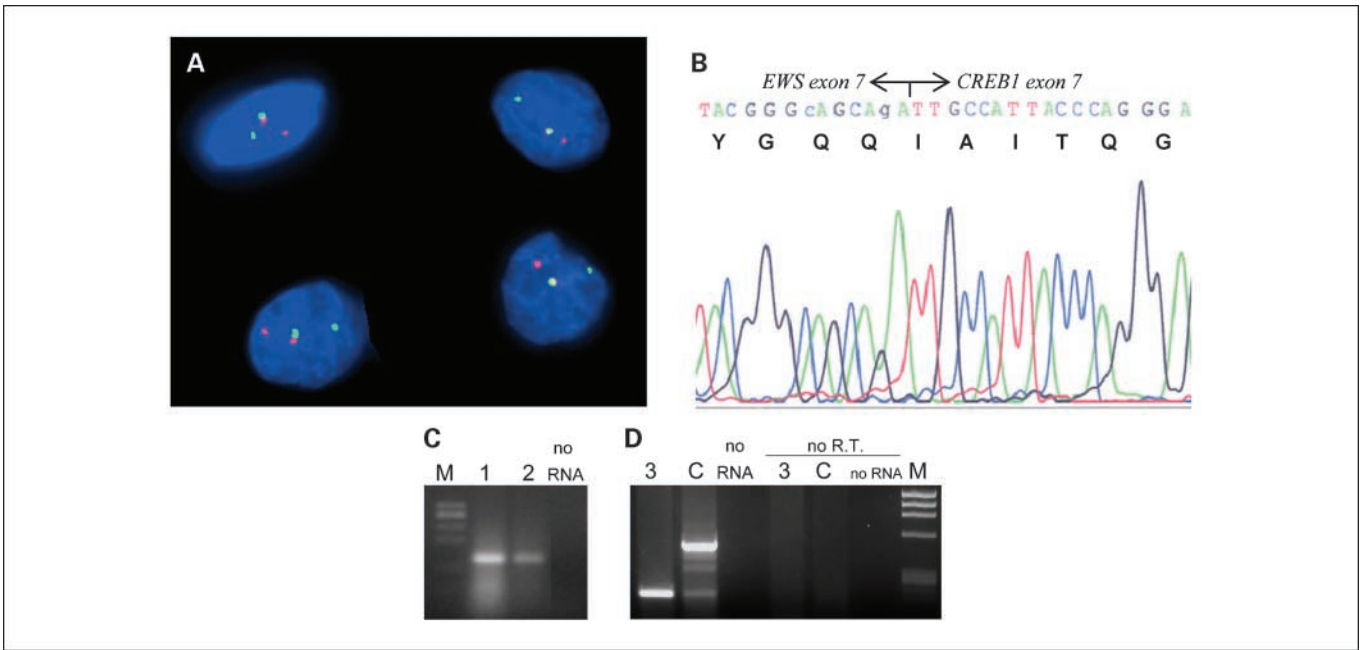 A
B
EWS exon 7 CREB1 exon 7
TACGGGcAGCAgATTGCCATTACCCAGGGA
Y G Q Q I A I T Q G
C
M 1 2 no RNA
D
no R.T.
3 C no RNA 3 C no RNA M